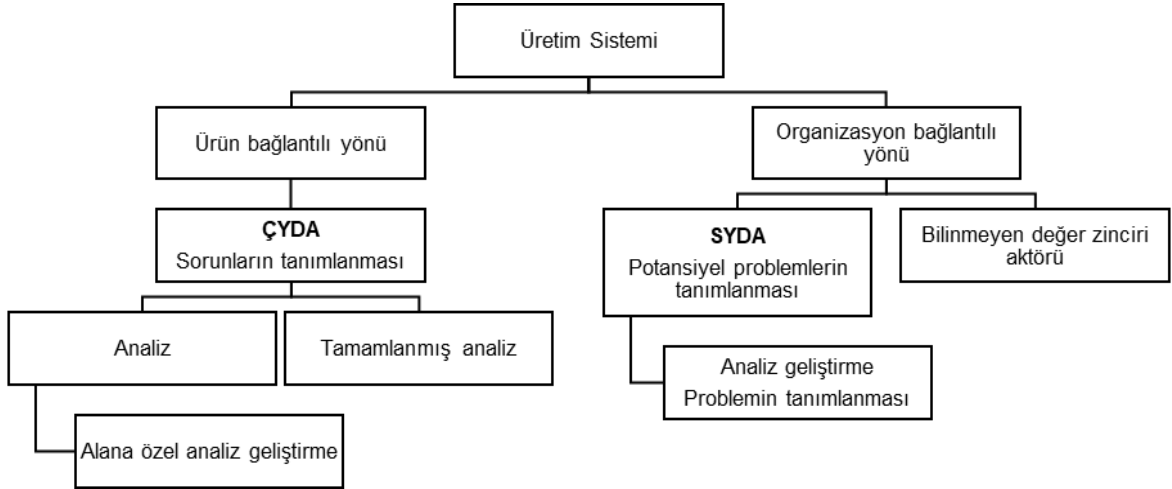 Üretim Sistemi
Ürün bağlantılı yönü
Organizasyon bağlantılı
yönü
ÇYDA
Sorunların tanımlanması
SYDA
Potansiyel problemlerin
tanımlanması
Bilinmeyen değer zinciri
aktörü
Analiz
Tamamlanmış analiz
Analiz geliştirme
Problemin tanımlanması
Alana özel analiz geliştirme